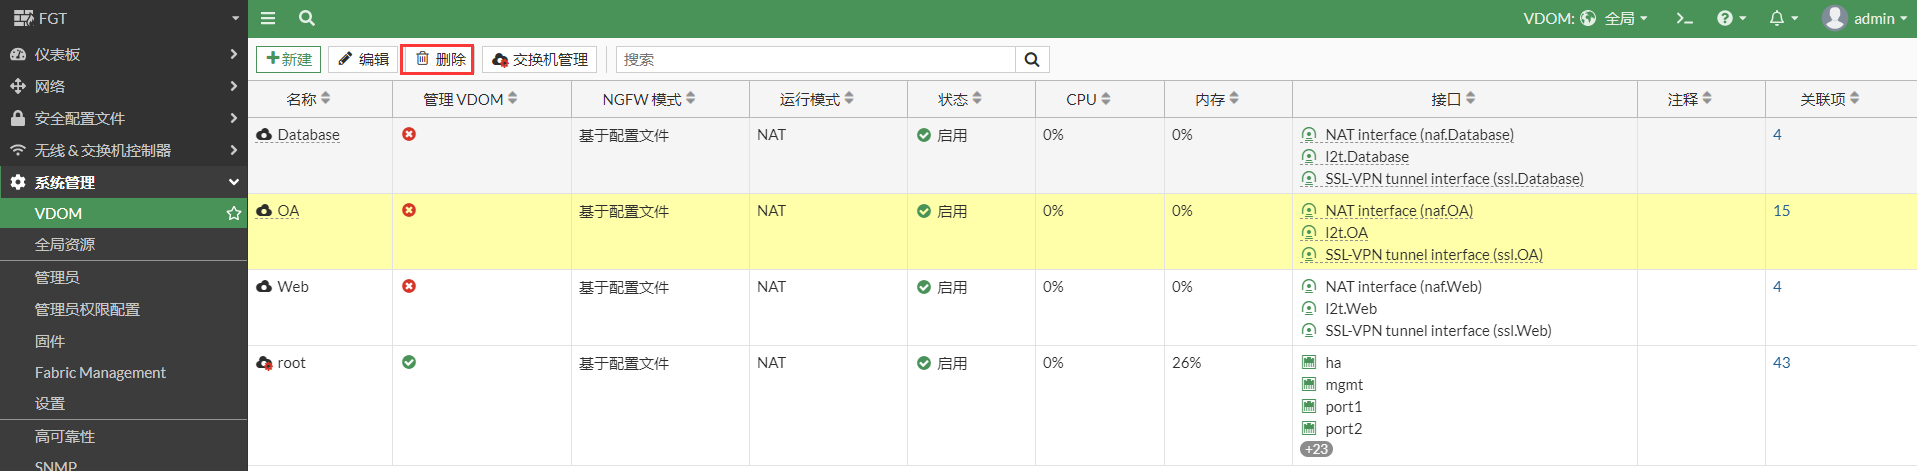 FGT
VDOM: 全局
admin
仪表板
网络
安全配置文件
无线 & 交换机控制器
系统管理
VDOM
全局资源
管理员
管理员权限配置
固件
Fabric Management
设置
高可靠性
SNMP
新建 编辑 删除 交换机管理 搜索
名称 管理 VDOM NGFW 模式 运行模式 状态 CPU 内存 接口 注释 关联项
Database 基于配置文件 NAT 启用 0% 0% NAT interface (naf.Database) 4
l2t.Database
SSL-VPN tunnel interface (ssl.Database)
OA 基于配置文件 NAT 启用 0% 0% NAT interface (naf.OA) 15
l2t.OA
SSL-VPN tunnel interface (ssl.OA)
Web 基于配置文件 NAT 启用 0% 0% NAT interface (naf.Web) 4
l2t.Web
SSL-VPN tunnel interface (ssl.Web)
root 基于配置文件 NAT 启用 0% 26% ha 43
mgmt
port1
port2
+23